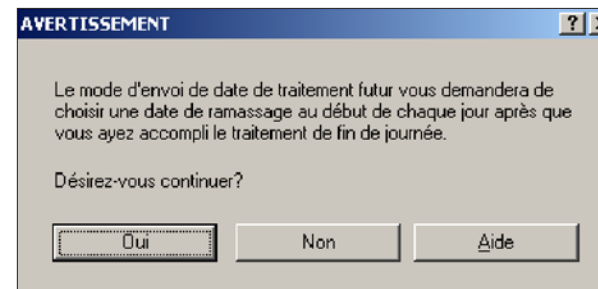 AVERTISSEMENT
Le mode d'envoi de date de traitement futur vous demandera de
choisir une date de ramassage au début de chaque jour après que
vous ayez accompli le traitement de fin de journée.
Désirez-vous continuer?
Oui
Non
Aide